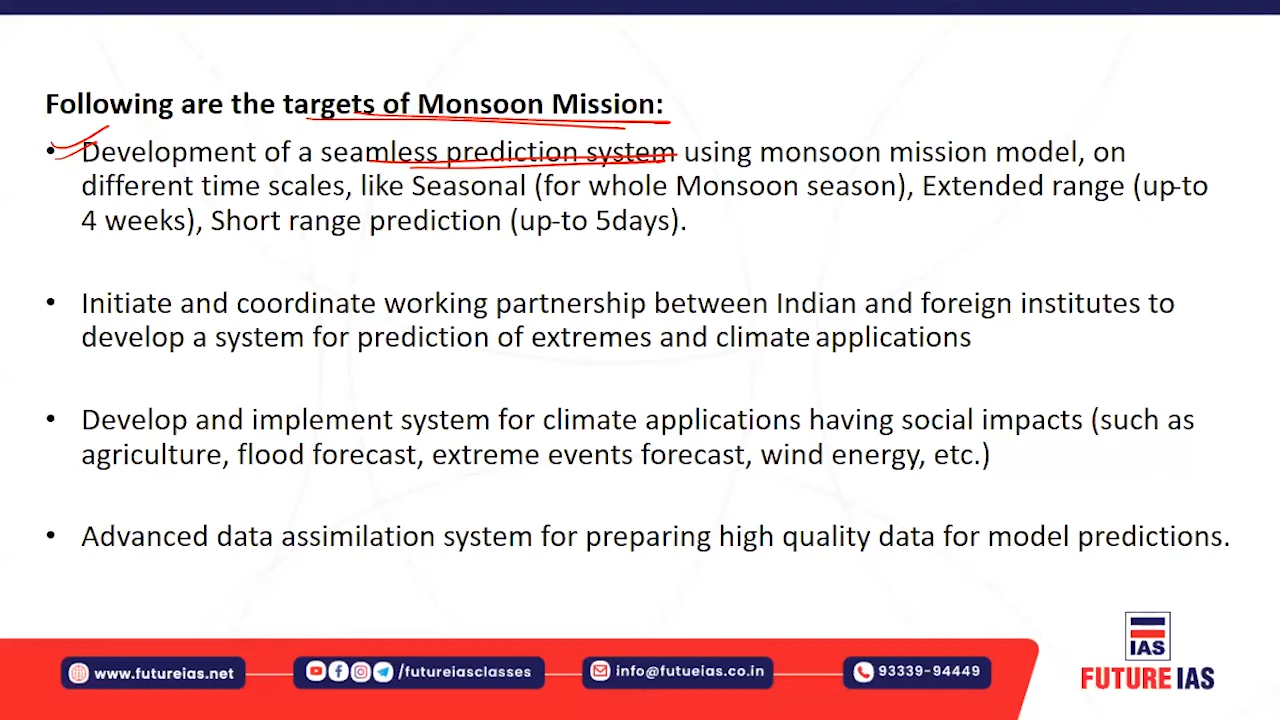 Following are the targets of Monsoon Mission:
• Development of a seamless prediction system using monsoon mission model, on
different time scales, like Seasonal (for whole Monsoon season), Extended range (up-to
4 weeks), Short range prediction (up-to 5days).
• Initiate and coordinate working partnership between Indian and foreign institutes to
develop a system for prediction of extremes and climate applications
• Develop and implement system for climate applications having social impacts (such as
agriculture, flood forecast, extreme events forecast, wind energy, etc.)
• Advanced data assimilation system for preparing high quality data for model predictions.
www.futureias.net
/futureiasclasses
info@futueias.co.in
93339-94449
IAS
FUTURE IAS